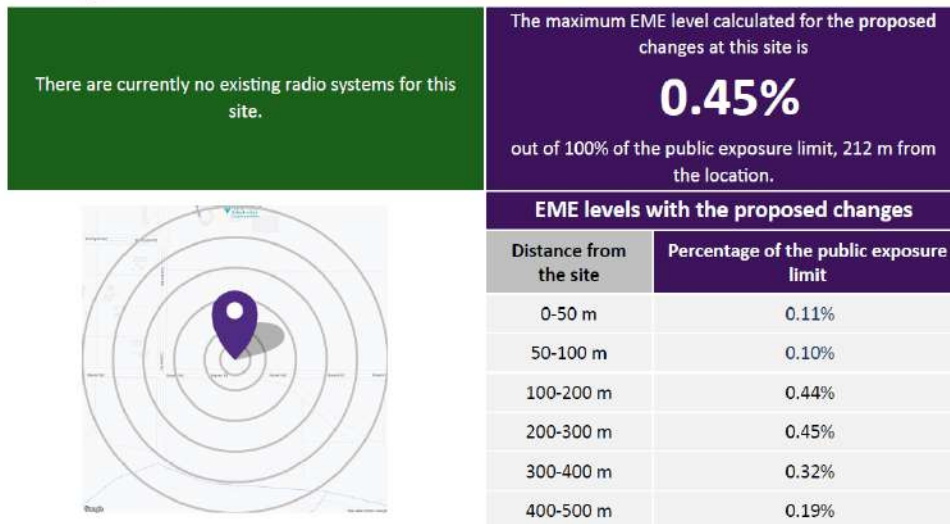 There are currently no existing radio systems for this
site.
The maximum EME level calculated for the proposed
changes at this site is
0.45%
out of 100% of the public exposure limit, 212 m from
the location.
EME levels with the proposed changes
Distance from
the site
Percentage of the public exposure
limit
0-50 m
0.11%
50-100 m
0.10%
100-200 m
0.44%
200-300 m
0.45%
300-400 m
0.32%
400-500 m
0.19%
Google